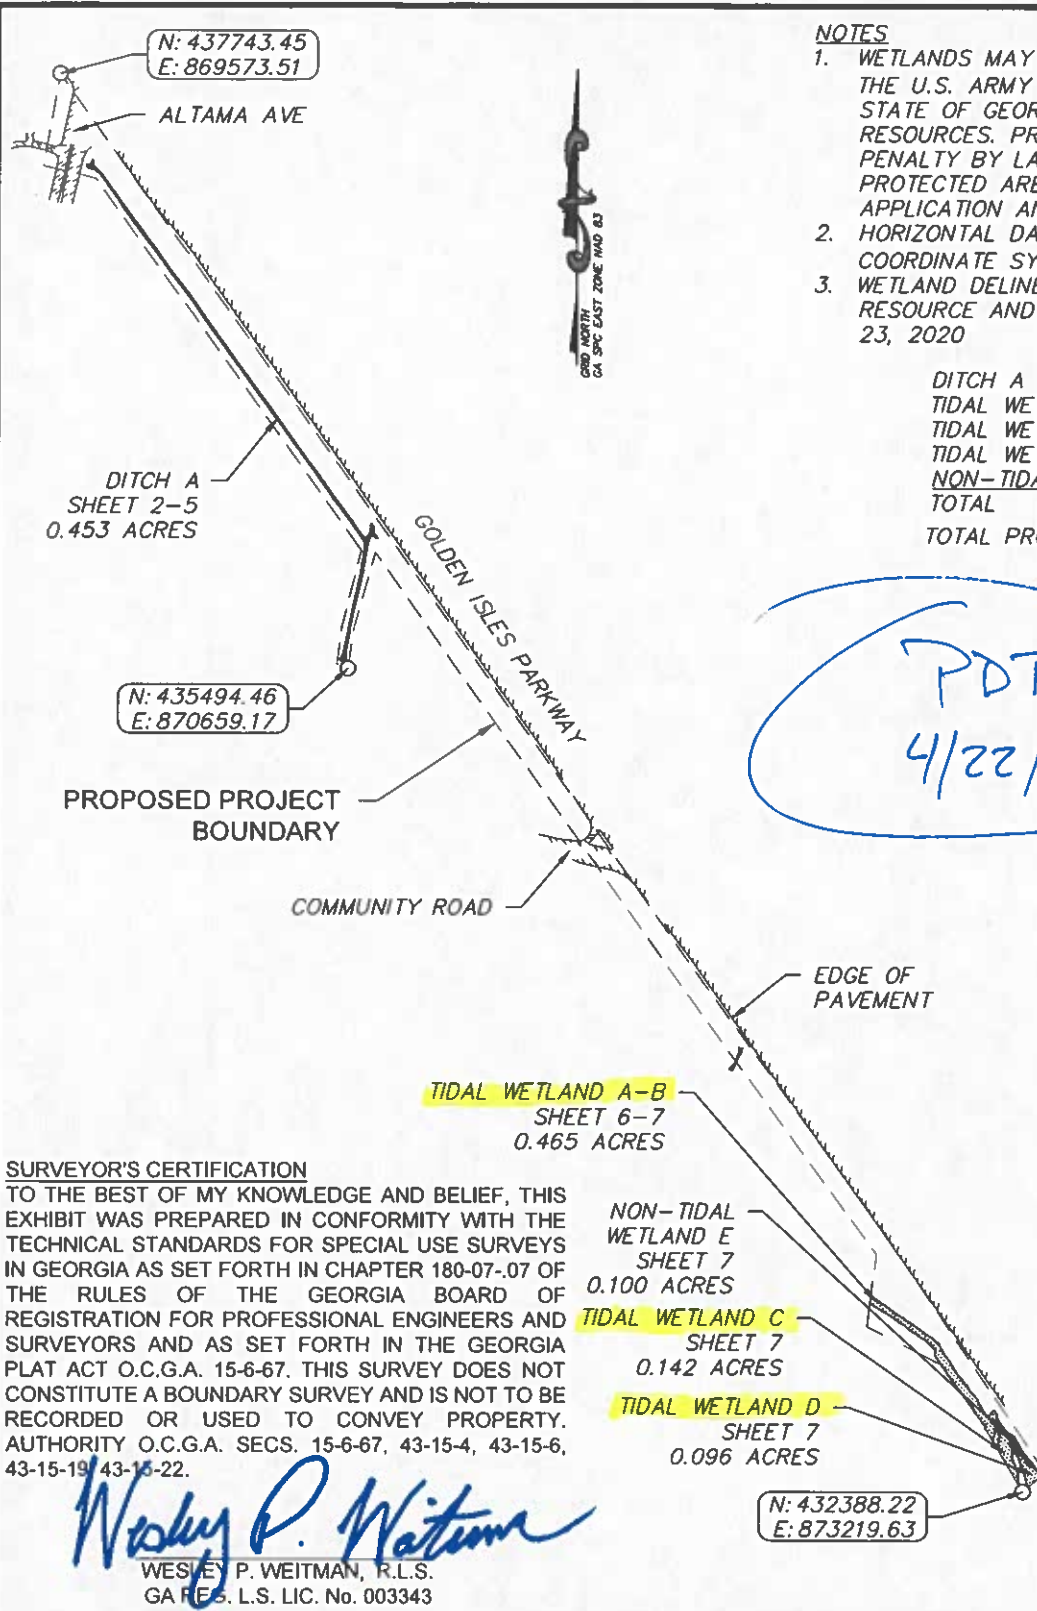 N: 437743.45
E: 869573.51
ALTAMA AVE
GRID NORTH
GA SPC EAST ZONE NAD 83
NOTES
1. WETLANDS MAY
THE U.S. ARMY
STATE OF GEOR
RESOURCES. PR
PENALTY BY LA
PROTECTED ARE
APPLICATION AN
2. HORIZONTAL DA
COORDINATE SY
3. WETLAND DELINE
RESOURCE AND
23, 2020
DITCH A
TIDAL WE
TIDAL WE
TIDAL WE
NON-TIDA
TOTAL
TOTAL PRO
DITCH A
SHEET 2-5
0.453 ACRES
GOLDEN ISLES PARKWAY
PDT
4/22/
N: 435494.46
E: 870659.17
PROPOSED PROJECT
BOUNDARY
COMMUNITY ROAD
EDGE OF
PAVEMENT
TIDAL WETLAND A-B
SHEET 6-7
0.465 ACRES
NON-TIDAL
WETLAND E
SHEET 7
0.100 ACRES
TIDAL WETLAND C
SHEET 7
0.142 ACRES
TIDAL WETLAND D
SHEET 7
0.096 ACRES
N: 432388.22
E: 873219.63
SURVEYOR'S CERTIFICATION
TO THE BEST OF MY KNOWLEDGE AND BELIEF, THIS
EXHIBIT WAS PREPARED IN CONFORMITY WITH THE
TECHNICAL STANDARDS FOR SPECIAL USE SURVEYS
IN GEORGIA AS SET FORTH IN CHAPTER 180-07-.07 OF
THE RULES OF THE GEORGIA BOARD OF
REGISTRATION FOR PROFESSIONAL ENGINEERS AND
SURVEYORS AND AS SET FORTH IN THE GEORGIA
PLAT ACT O.C.G.A. 15-6-67. THIS SURVEY DOES NOT
CONSTITUTE A BOUNDARY SURVEY AND IS NOT TO BE
RECORDED OR USED TO CONVEY PROPERTY.
AUTHORITY O.C.G.A. SECS. 15-6-67, 43-15-4, 43-15-6,
43-15-19, 43-15-22.
Wesley P. Weitman
WESLEY P. WEITMAN, R.L.S.
GA REG. L.S. LIC. No. 003343